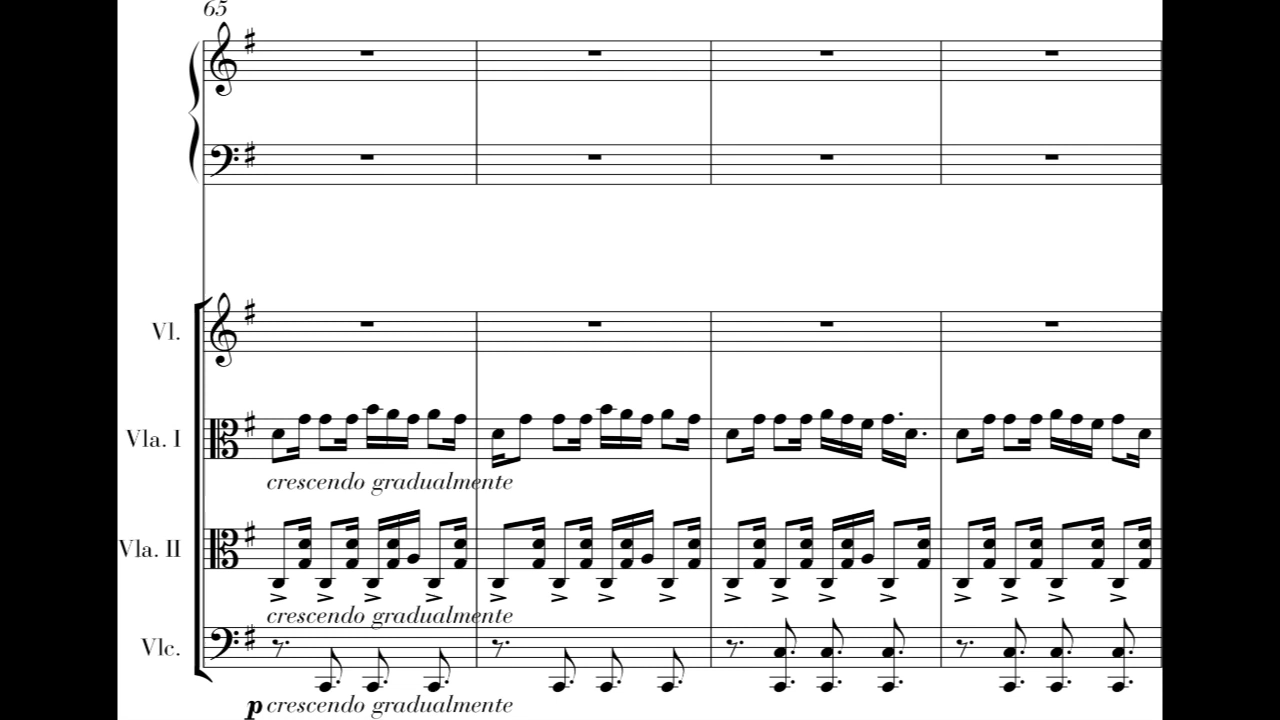 65
Vl.
Vla. I
crescendo gradualmente
Vla. II
crescendo gradualmente
Vlc.
p crescendo gradualmente